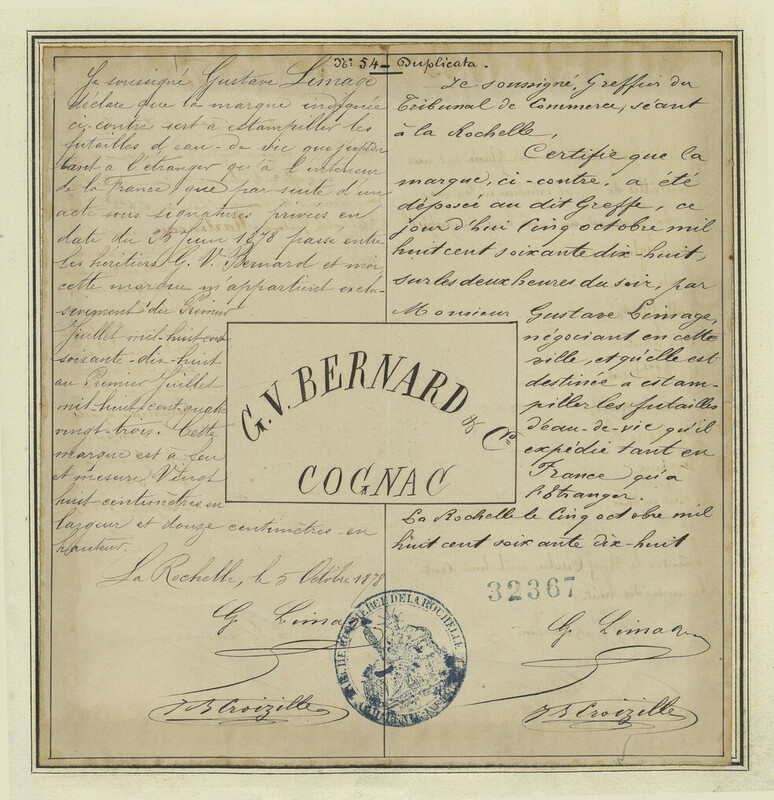 N° 54 - Duplicata.
Je soussigné Gustave Limage
déclare que la marque indiquée
ci-contre sert à estampiller les
futailles d'eau-de-vie que j'expédie
tant à l'étranger qu'à l'intérieur
de la France, que par suite d'un
acte sous signatures privées en
date du 25 Juin 1878 passé entre
les héritiers G. V. Bernard et moi,
cette marque m'appartient exclu-
sivement du Premier
Juillet mil-huit-cent
soixante-dix-huit
au Premier Juillet
mil-huit-cent-quatre
vingt-trois. Cette
marque est à seu
et mesure Vingt
huit centimètres en
largeur et douze centimètres en
hauteur.
La Rochelle, le 5 Octobre 1878
G. Limage
J B Croizille
Je soussigné, Greffier du
Tribunal de Commerce, séant
à la Rochelle,
Certifie que la
marque, ci-contre, a été
déposée au dit Greffe, ce
jour d'hui Cinq octobre mil
huit cent soixante dix-huit,
sur les deux heures du soir, par
Monsieur Gustave Limage,
négociant en cette
ville, et qu'elle est
destinée à estam-
piller les futailles
d'eau-de-vie qu'il
expédie tant en
France qu'à
l'Etranger.
La Rochelle le Cinq octobre mil
huit cent soixante dix-huit
32367
G. Limage
J B Croizille
G. V. BERNARD & Cie
COGNAC
COMMERCE DE LA ROCHELLE